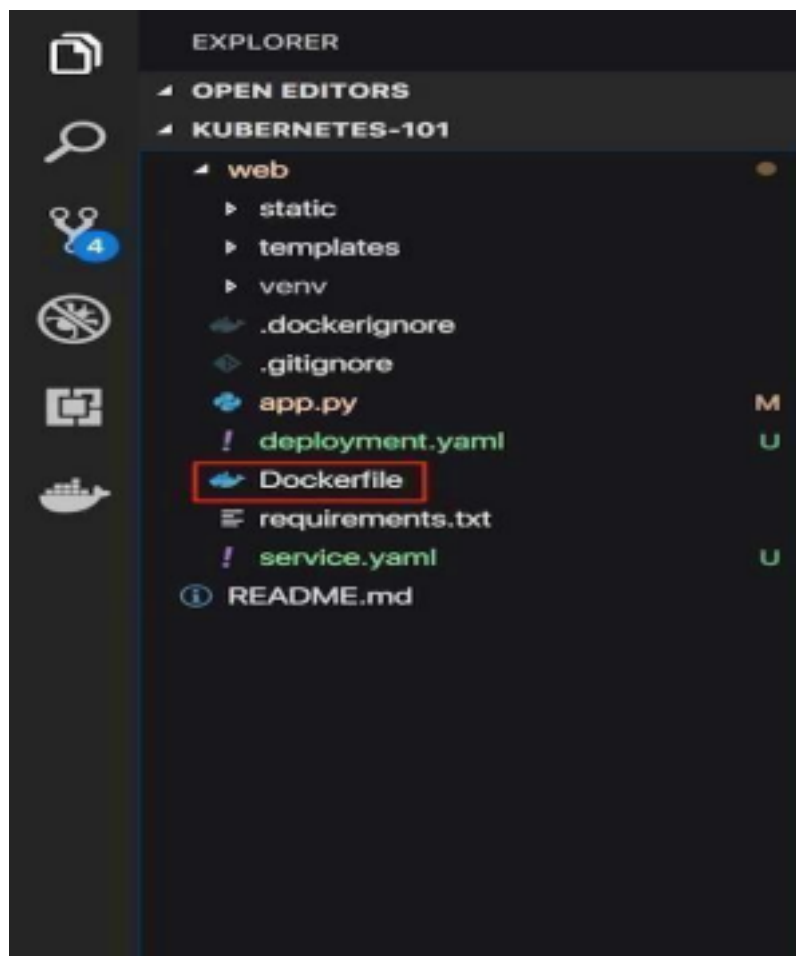 EXPLORER
OPEN EDITORS
KUBERNETES-101
web
static
templates
4
venv
.dockerignore
.gitignore
app.py M
! deployment.yaml U
Dockerfile
requirements.txt
! service.yaml U
README.md